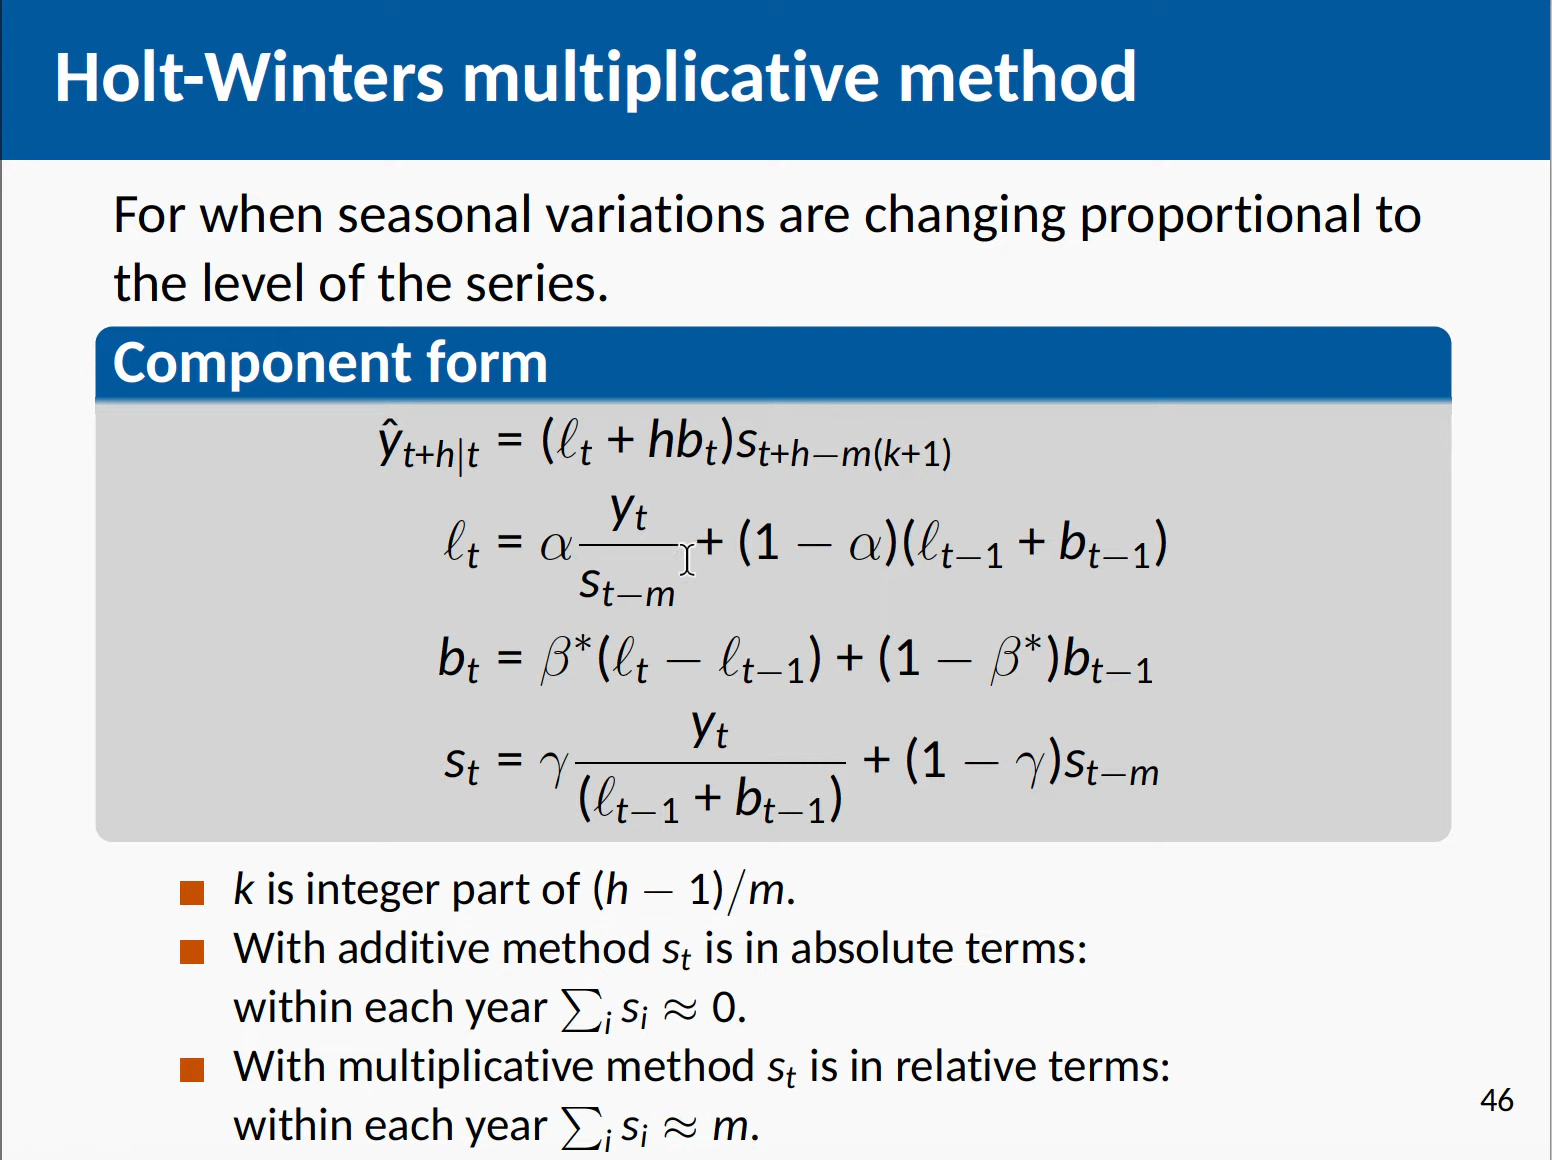 Holt-Winters multiplicative method
For when seasonal variations are changing proportional to
the level of the series.
Component form
ŷ_{t+h|t} = (ℓ_t + hb_t)s_{t+h−m(k+1)}
ℓ_t = α y_t / s_{t−m} + (1 − α)(ℓ_{t−1} + b_{t−1})
b_t = β*(ℓ_t − ℓ_{t−1}) + (1 − β*)b_{t−1}
s_t = γ y_t / (ℓ_{t−1} + b_{t−1}) + (1 − γ)s_{t−m}
k is integer part of (h − 1)/m.
With additive method s_t is in absolute terms:
within each year ∑_i s_i ≈ 0.
With multiplicative method s_t is in relative terms:
within each year ∑_i s_i ≈ m.
46